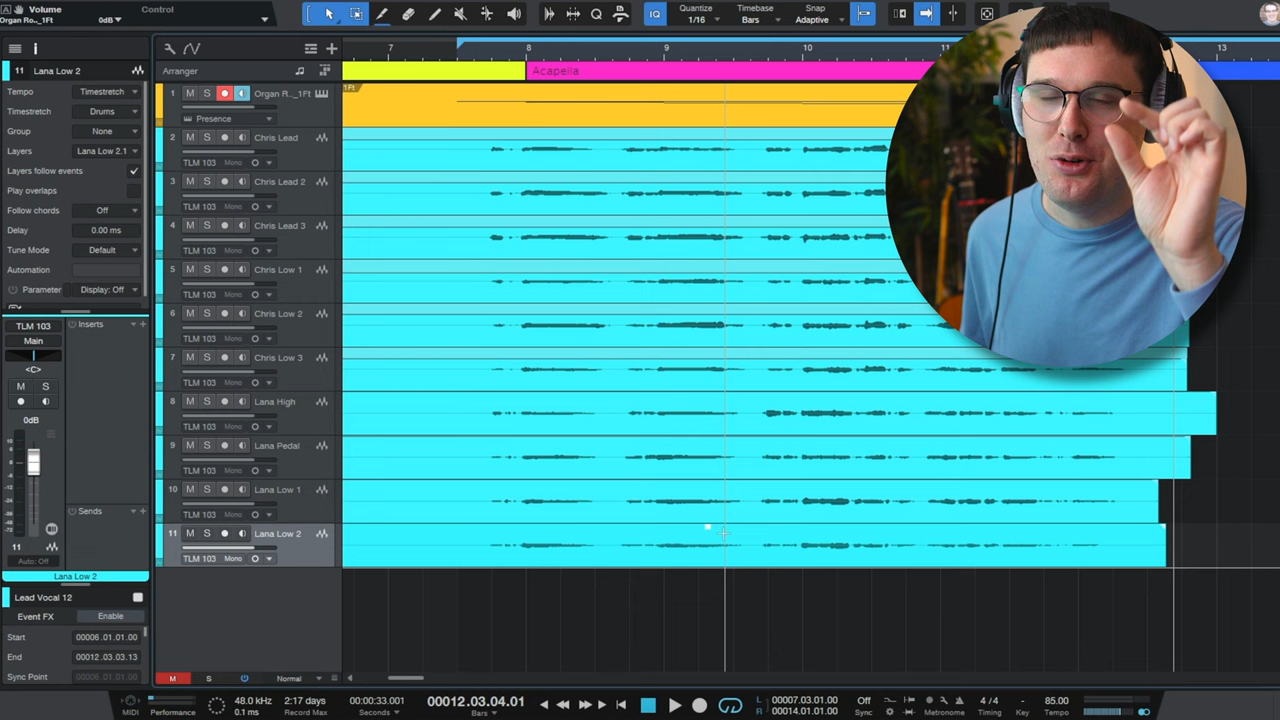 Volume
Control
Organ Ro.._1Ft
0dB
Quantize
Timebase
Snap
IQ
1/16
Bars
Adaptive
11
Lana Low 2
Tempo
Timestretch
Timestretch
Drums
Group
None
Layers
Lana Low 2.1
Layers follow events
Play overlaps
Follow chords
Off
Delay
0.00 ms
Tune Mode
Default
Automation
Parameter
Display: Off
TLM 103
Inserts
Main
<C>
M
S
0dB
Sends
11
Auto: Off
Lana Low 2
Lead Vocal 12
Event FX
Enable
Start
00006.01.01.00
End
00012.03.03.13
Sync Point
00006.01.01.00
7
8
9
10
11
13
Arranger
Acapella
1Ft
1
M
S
Organ R.._1Ft
Presence
2
M
S
Chris Lead
TLM 103
Mono
3
M
S
Chris Lead 2
TLM 103
Mono
4
M
S
Chris Lead 3
TLM 103
Mono
5
M
S
Chris Low 1
TLM 103
Mono
6
M
S
Chris Low 2
TLM 103
Mono
7
M
S
Chris Low 3
TLM 103
Mono
8
M
S
Lana High
TLM 103
Mono
9
M
S
Lana Pedal
TLM 103
Mono
10
M
S
Lana Low 1
TLM 103
Mono
11
M
S
Lana Low 2
TLM 103
Mono
M
S
Normal
MIDI
Performance
48.0 kHz
0.1 ms
2:17 days
Record Max
00:00:33.001
Seconds
00012.03.04.01
Bars
L
00007.03.01.00
R
00014.01.01.00
Off
Sync
Metronome
4 / 4
Timing
-
Key
85.00
Tempo